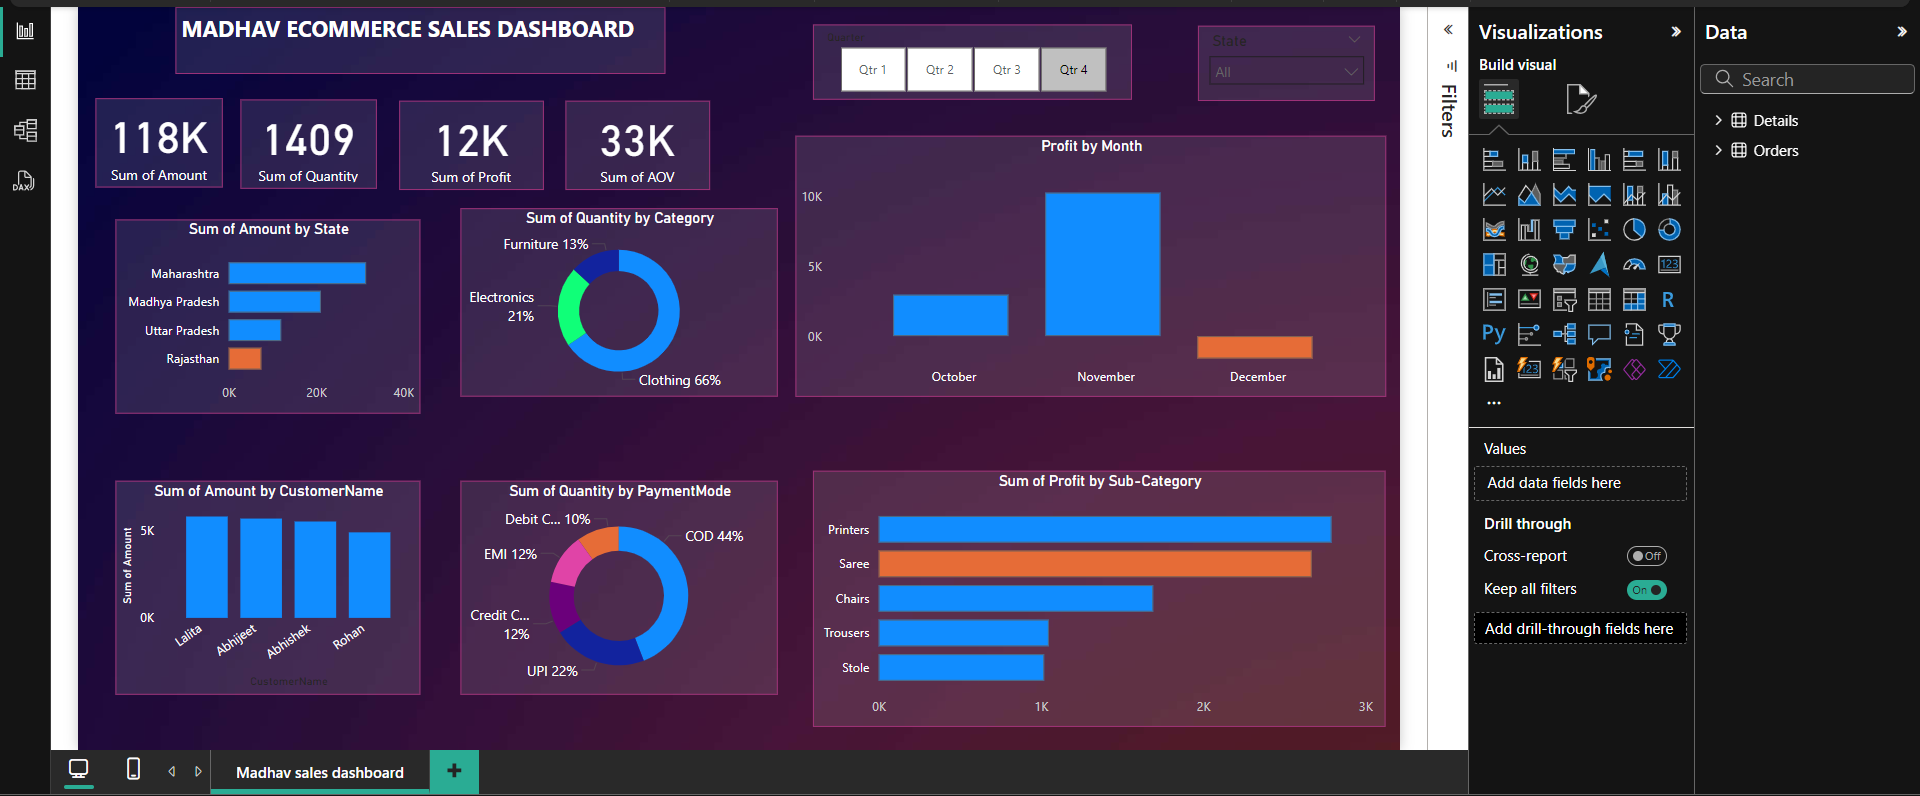 MADHAV ECOMMERCE SALES DASHBOARD
Quarter
Qtr 1
Qtr 2
Qtr 3
Qtr 4
State
All
118K
Sum of Amount
1409
Sum of Quantity
12K
Sum of Profit
33K
Sum of AOV
Sum of Amount by State
Maharashtra
Madhya Pradesh
Uttar Pradesh
Rajasthan
0K 20K 40K
Sum of Quantity by Category
Furniture 13%
Electronics
21%
Clothing 66%
Profit by Month
10K
5K
0K
October November December
Sum of Amount by CustomerName
Sum of Amount
5K
0K
Lalita Abhijeet Abhishek Rohan
CustomerName
Sum of Quantity by PaymentMode
Debit C... 10%
COD 44%
EMI 12%
Credit C...
12%
UPI 22%
Sum of Profit by Sub-Category
Printers
Saree
Chairs
Trousers
Stole
0K 1K 2K 3K
Madhav sales dashboard
Filters
Visualizations
Build visual
123
R
Py
123
...
Values
Add data fields here
Drill through
Cross-report
Off
Keep all filters
On
Add drill-through fields here
Data
Search
Details
Orders
DAX